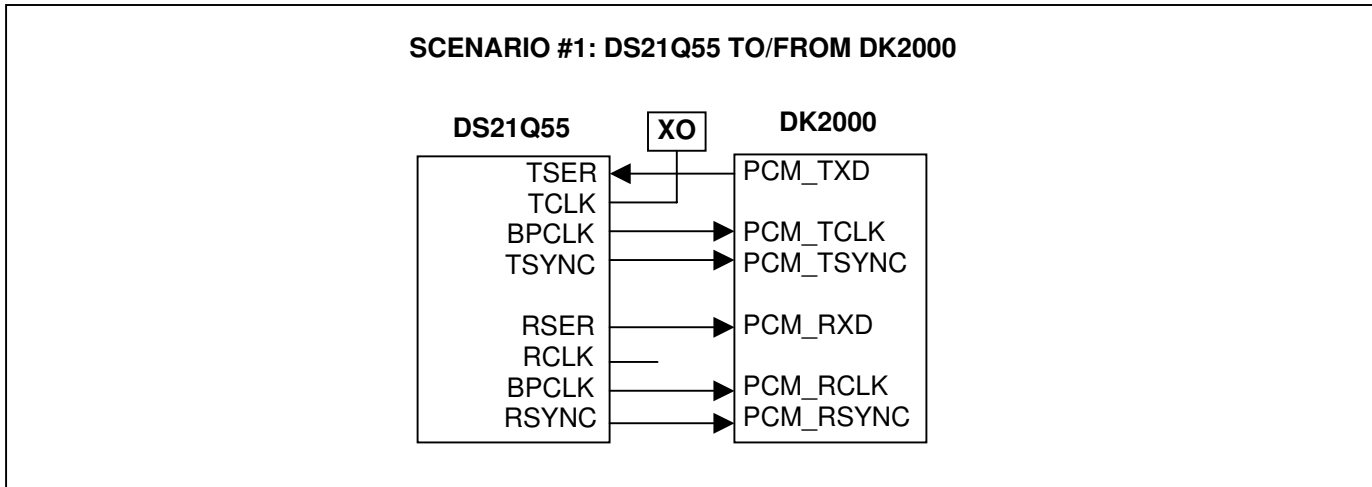 SCENARIO #1: DS21Q55 TO/FROM DK2000
DS21Q55 XO DK2000
TSER PCM_TXD
TCLK
BPCLK PCM_TCLK
TSYNC PCM_TSYNC
RSER PCM_RXD
RCLK
BPCLK PCM_RCLK
RSYNC PCM_RSYNC